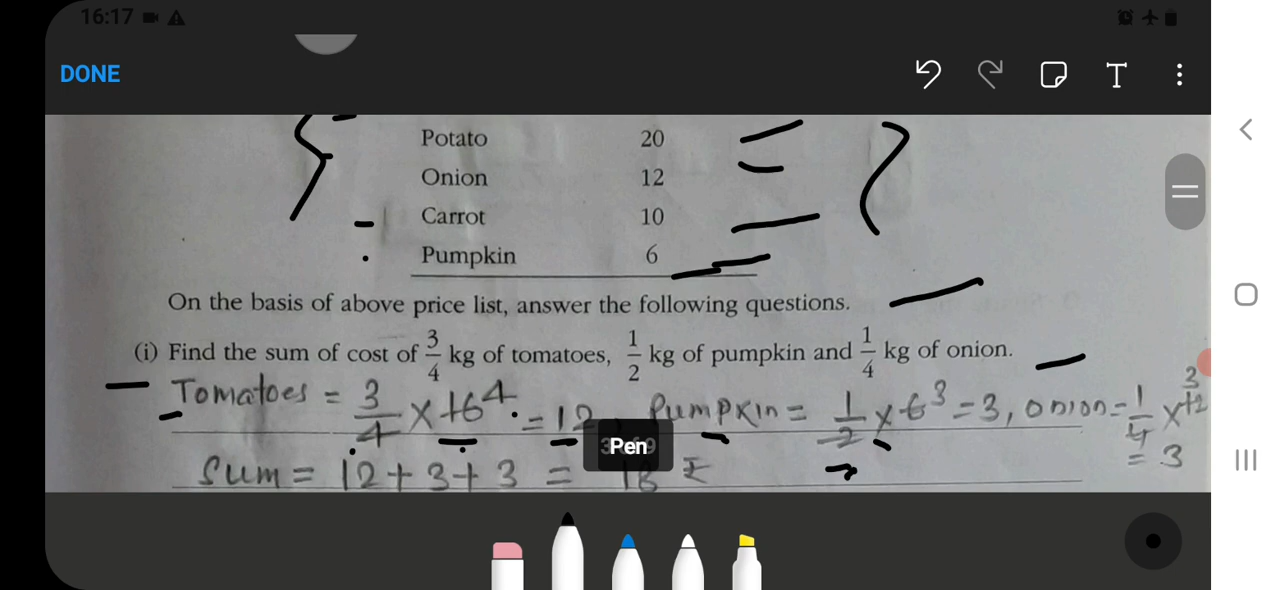 16:17
DONE
T
Potato 20
Onion 12
Carrot 10
Pumpkin 6
On the basis of above price list, answer the following questions.
(i) Find the sum of cost of 3/4 kg of tomatoes, 1/2 kg of pumpkin and 1/4 kg of onion.
Tomatoes = 3/4 × 16 4 = 12, Pumpkin = 1/2 × 6 3 = 3, onion = 1/4 × 12 3
= 3
Pen
Sum = 12 + 3 + 3 = 18 ₹